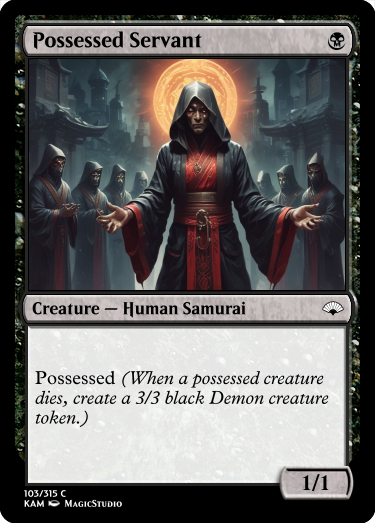 Possessed Servant
Creature — Human Samurai
Possessed (When a possessed creature
dies, create a 3/3 black Demon creature
token.)
1/1
103/315 C
KAM MagicStudio